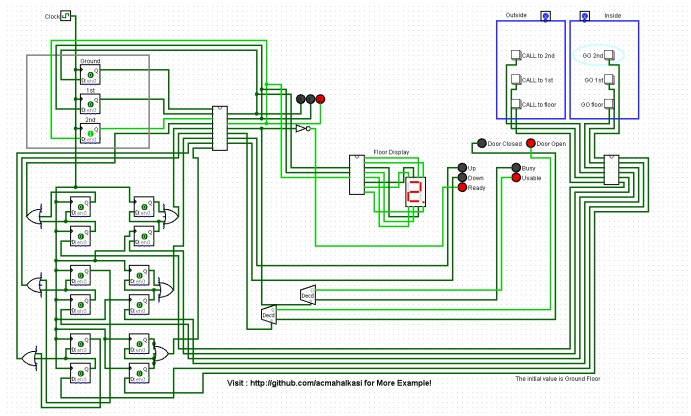 Clock
Outside
Inside
Ground
1st
2nd
CALL to 2nd
CALL to 1st
CALL to floor
GO 2nd
GO 1st
GO floor
Door Closed
Door Open
Floor Display
2.
Up
Down
Ready
Busy
Usable
Decd
Decd
Visit : http://github.com/acmahalkasi for More Example!
The initial value is Ground Floor